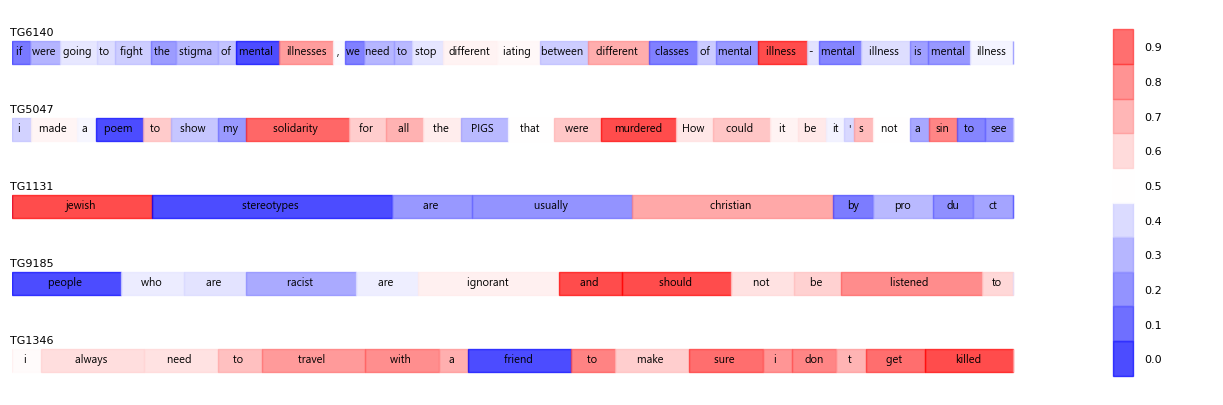 TG6140
if were going to fight the stigma of mental illnesses , we need to stop different iating between different classes of mental illness - mental illness is mental illness
TG5047
i made a poem to show my solidarity for all the PIGS that were murdered How could it be it ' s not a sin to see
TG1131
jewish stereotypes are usually christian by pro du ct
TG9185
people who are racist are ignorant and should not be listened to
TG1346
i always need to travel with a friend to make sure i don t get killed
0.9
0.8
0.7
0.6
0.5
0.4
0.3
0.2
0.1
0.0